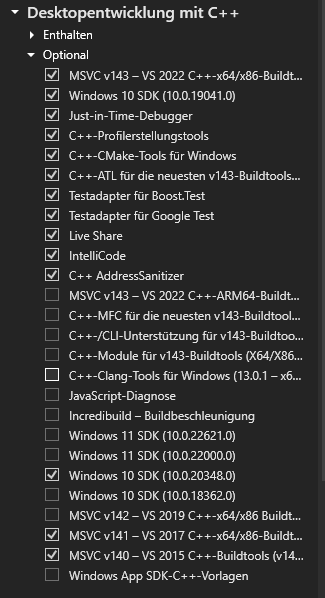 Desktopentwicklung mit C++
Enthalten
Optional
MSVC v143 – VS 2022 C++-x64/x86-Buildt...
Windows 10 SDK (10.0.19041.0)
Just-in-Time-Debugger
C++-Profilerstellungstools
C++-CMake-Tools für Windows
C++-ATL für die neuesten v143-Buildtools...
Testadapter für Boost.Test
Testadapter für Google Test
Live Share
IntelliCode
C++ AddressSanitizer
MSVC v143 – VS 2022 C++-ARM64-Buildt...
C++-MFC für die neuesten v143-Buildtool...
C++-/CLI-Unterstützung für v143-Buildtoo...
C++-Module für v143-Buildtools (X64/X86...
C++-Clang-Tools für Windows (13.0.1 – x6...
JavaScript-Diagnose
Incredibuild – Buildbeschleunigung
Windows 11 SDK (10.0.22621.0)
Windows 11 SDK (10.0.22000.0)
Windows 10 SDK (10.0.20348.0)
Windows 10 SDK (10.0.18362.0)
MSVC v142 – VS 2019 C++-x64/x86 Buildt...
MSVC v141 – VS 2017 C++-x64/x86-Buildt...
MSVC v140 – VS 2015 C++-Buildtools (v14...
Windows App SDK-C++-Vorlagen